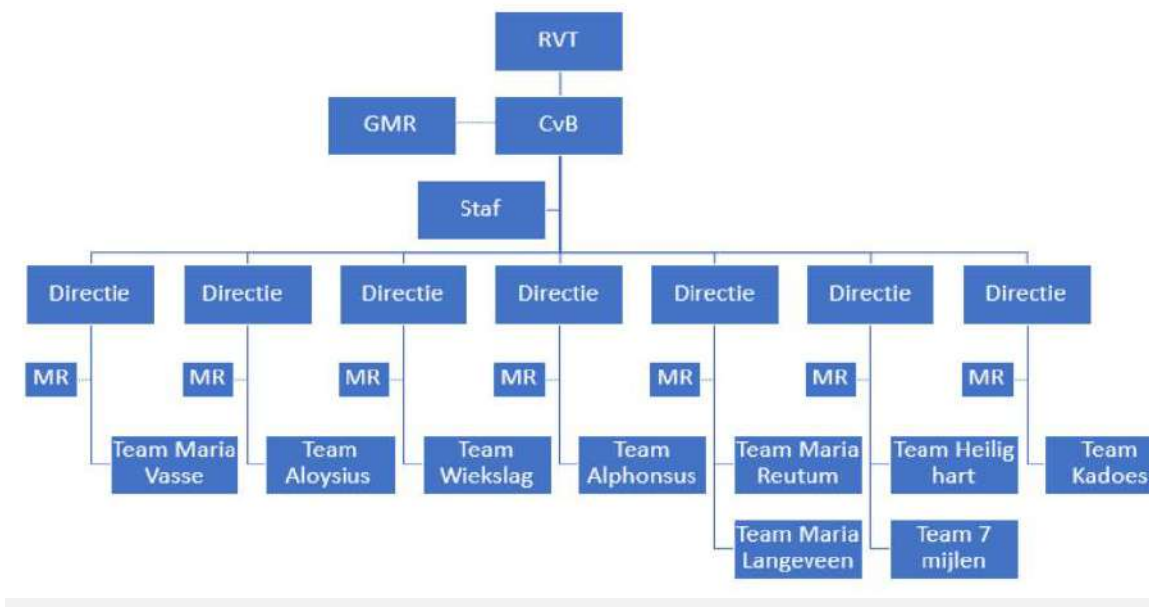 RVT
GMR
CvB
Staf
Directie
Directie
Directie
Directie
Directie
Directie
Directie
MR
MR
MR
MR
MR
MR
MR
Team Maria
Vasse
Team
Aloysius
Team
Wiekslag
Team
Alphonsus
Team Maria
Reutum
Team Heilig
hart
Team
Kadoes
Team Maria
Langeveen
Team 7
mijlen